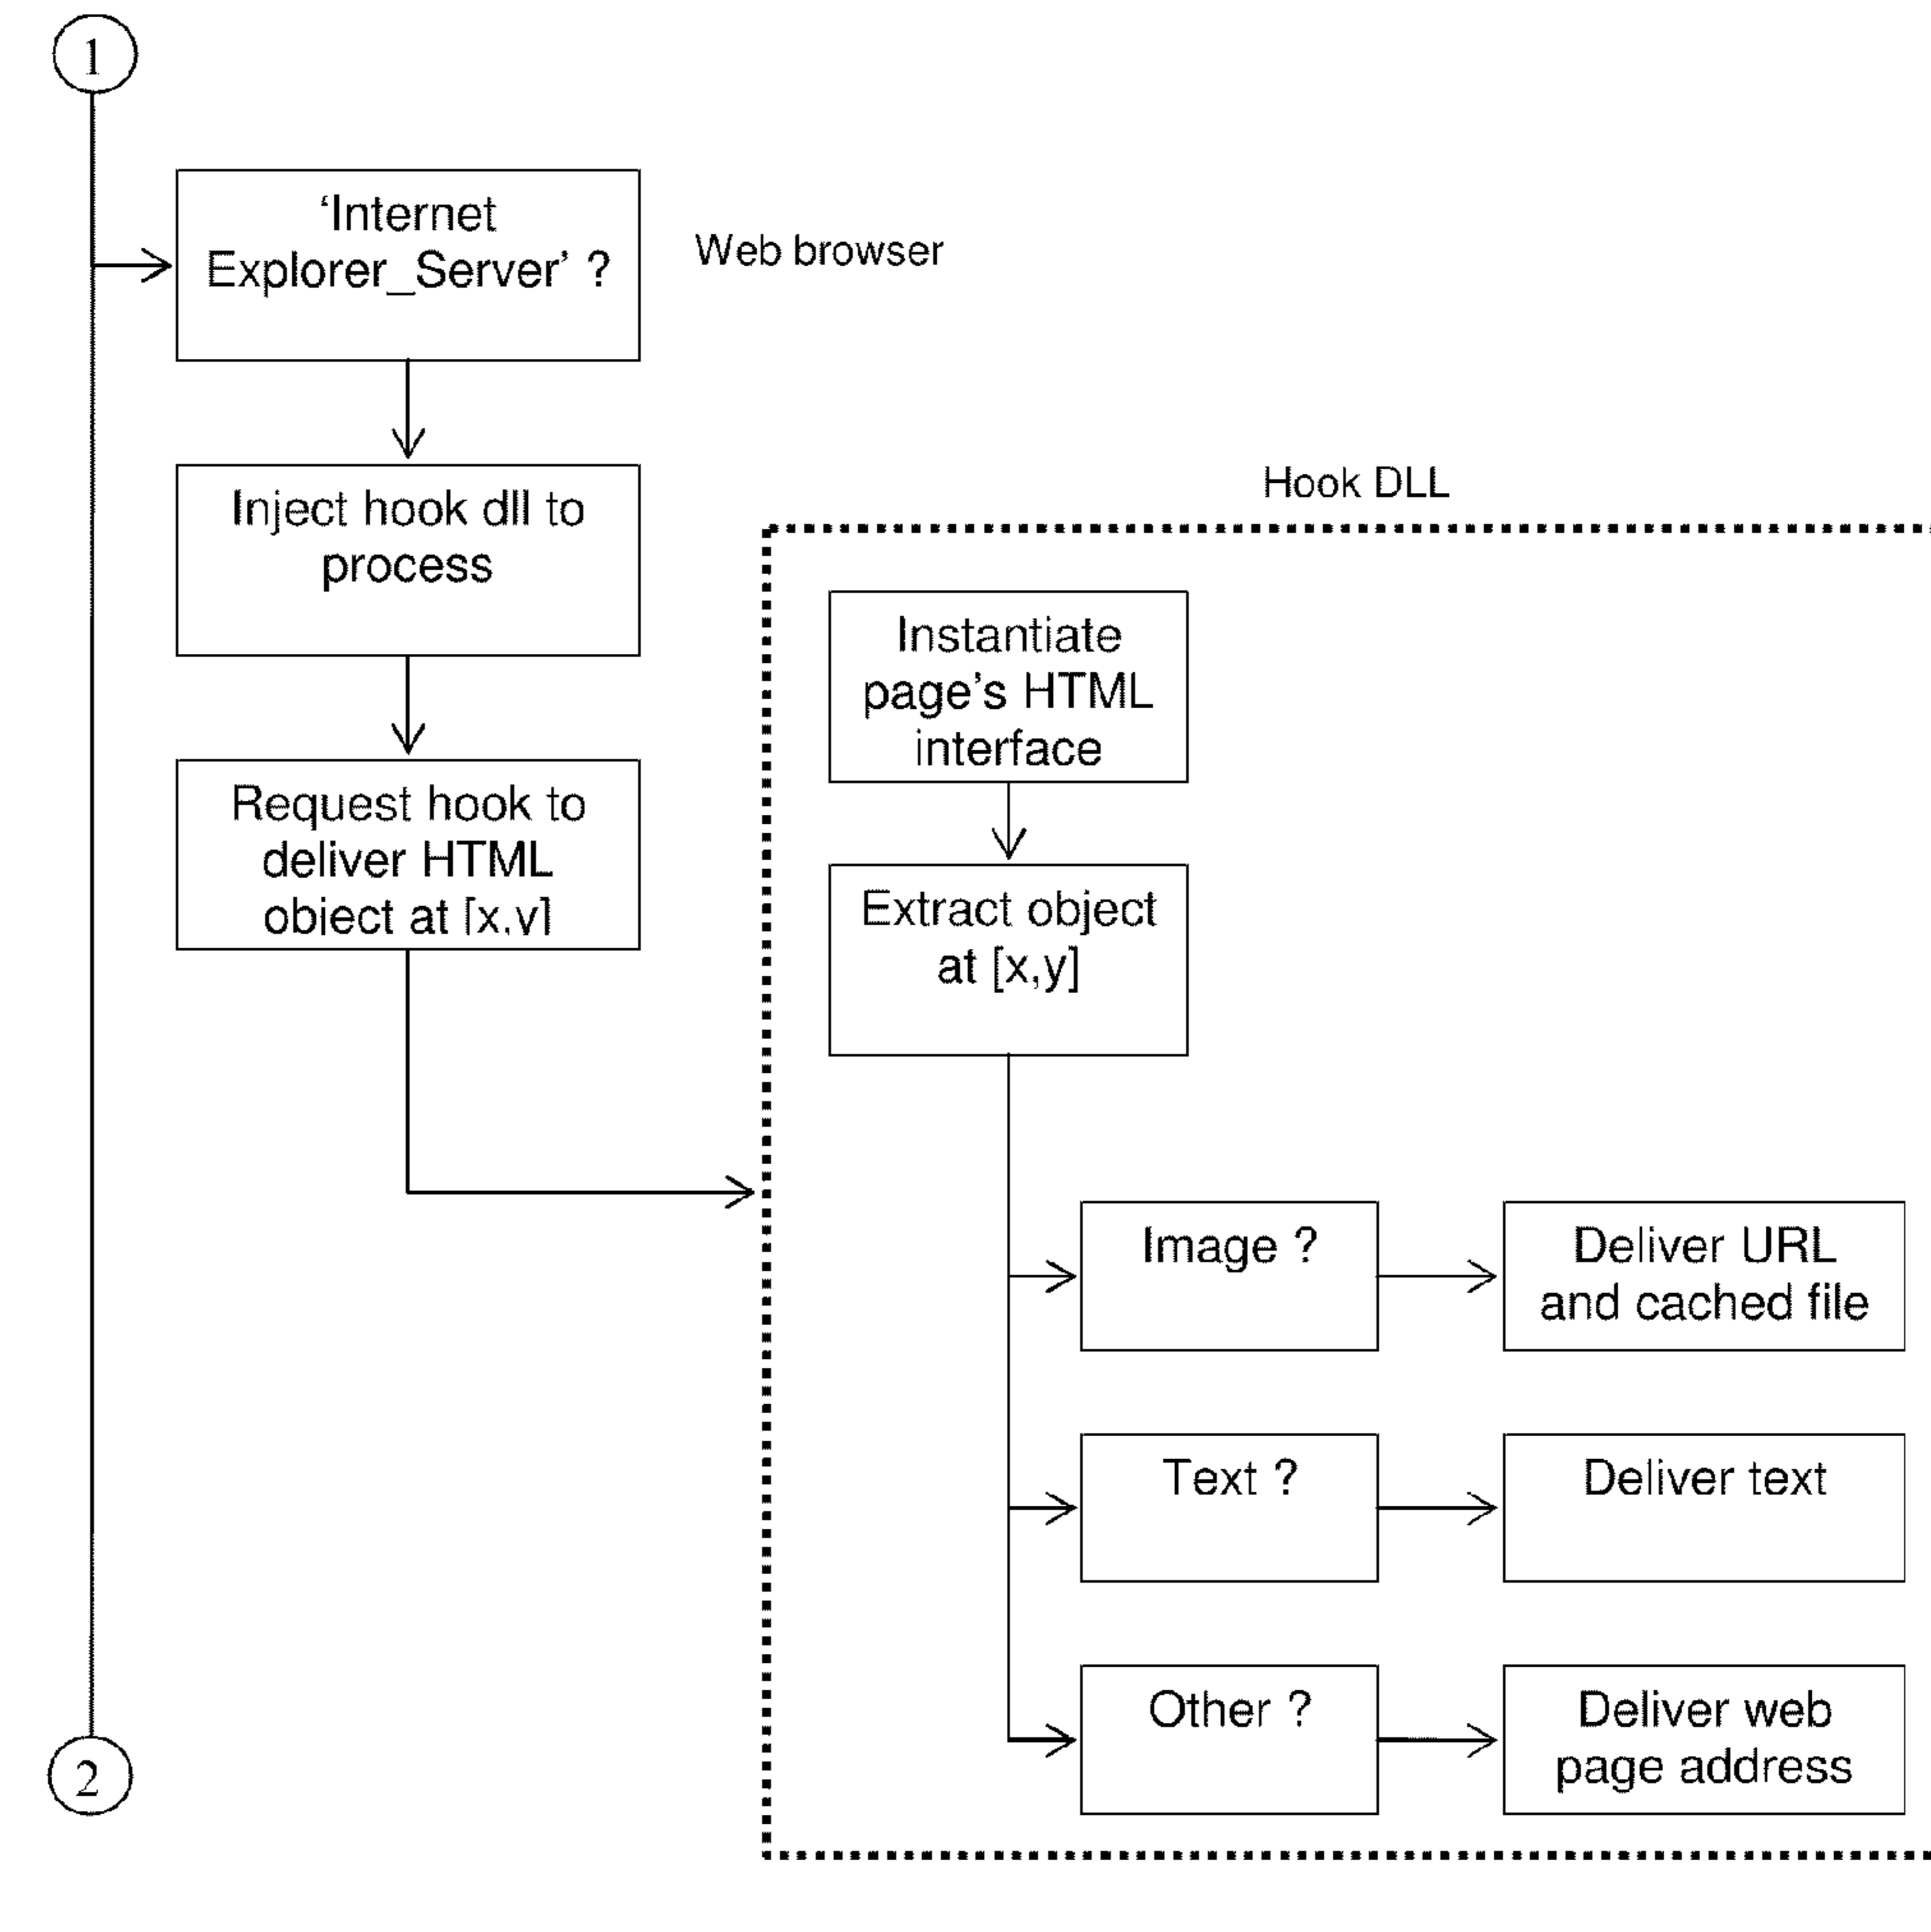 1
‘Internet
Explorer_Server’ ?
Web browser
Inject hook dll to
process
Request hook to
deliver HTML
object at [x,y]
Hook DLL
Instantiate
page’s HTML
interface
Extract object
at [x,y]
Image ?
Deliver URL
and cached file
Text ?
Deliver text
Other ?
Deliver web
page address
2